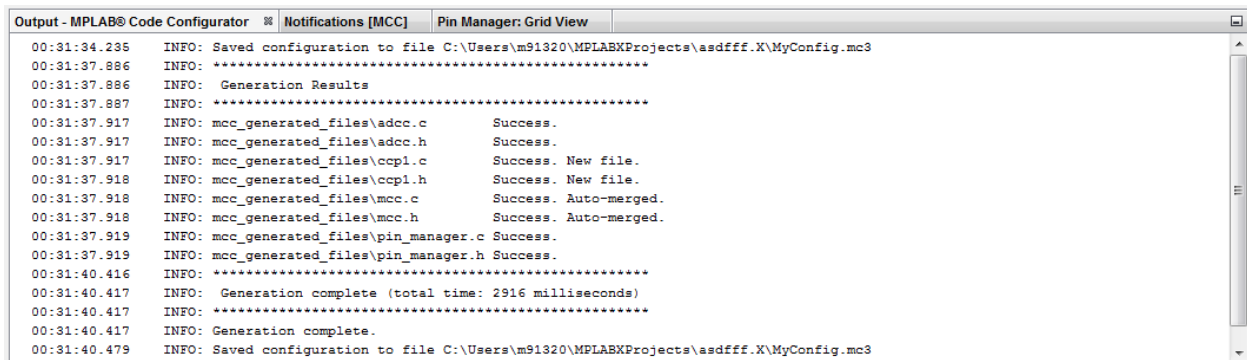 Output - MPLAB® Code Configurator Notifications [MCC] Pin Manager: Grid View
00:31:34.235 INFO: Saved configuration to file C:\Users\m91320\MPLABXProjects\asdfff.X\MyConfig.mc3
00:31:37.886 INFO: *****************************************************
00:31:37.886 INFO: Generation Results
00:31:37.887 INFO: *****************************************************
00:31:37.917 INFO: mcc_generated_files\adcc.c Success.
00:31:37.917 INFO: mcc_generated_files\adcc.h Success.
00:31:37.917 INFO: mcc_generated_files\ccp1.c Success. New file.
00:31:37.918 INFO: mcc_generated_files\ccp1.h Success. New file.
00:31:37.918 INFO: mcc_generated_files\mcc.c Success. Auto-merged.
00:31:37.918 INFO: mcc_generated_files\mcc.h Success. Auto-merged.
00:31:37.919 INFO: mcc_generated_files\pin_manager.c Success.
00:31:37.919 INFO: mcc_generated_files\pin_manager.h Success.
00:31:40.416 INFO: *****************************************************
00:31:40.417 INFO: Generation complete (total time: 2916 milliseconds)
00:31:40.417 INFO: *****************************************************
00:31:40.417 INFO: Generation complete.
00:31:40.479 INFO: Saved configuration to file C:\Users\m91320\MPLABXProjects\asdfff.X\MyConfig.mc3